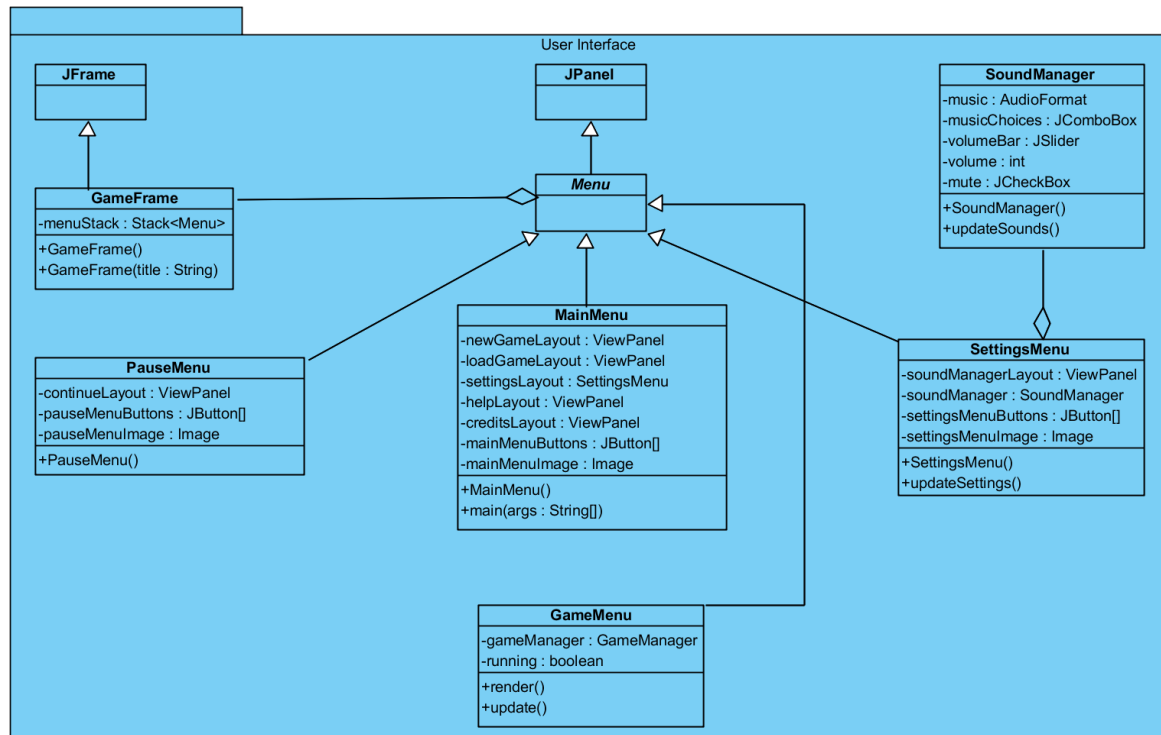 User Interface
JFrame
JPanel
SoundManager
-music : AudioFormat
-musicChoices : JComboBox
-volumeBar : JSlider
-volume : int
-mute : JCheckBox
+SoundManager()
+updateSounds()
GameFrame
-menuStack : Stack<Menu>
+GameFrame()
+GameFrame(title : String)
Menu
PauseMenu
-continueLayout : ViewPanel
-pauseMenuButtons : JButton[]
-pauseMenuImage : Image
+PauseMenu()
MainMenu
-newGameLayout : ViewPanel
-loadGameLayout : ViewPanel
-settingsLayout : SettingsMenu
-helpLayout : ViewPanel
-creditsLayout : ViewPanel
-mainMenuButtons : JButton[]
-mainMenuImage : Image
+MainMenu()
+main(args : String[])
SettingsMenu
-soundManagerLayout : ViewPanel
-soundManager : SoundManager
-settingsMenuButtons : JButton[]
-settingsMenuImage : Image
+SettingsMenu()
+updateSettings()
GameMenu
-gameManager : GameManager
-running : boolean
+render()
+update()